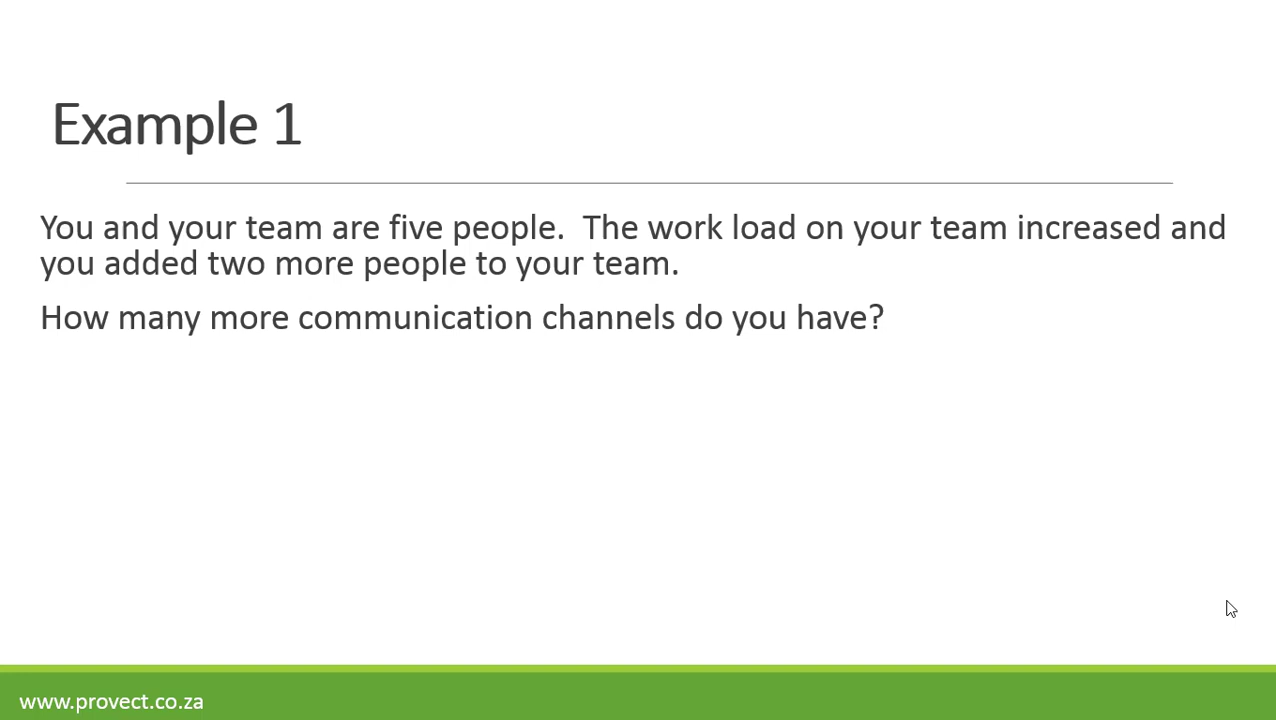 Example 1
You and your team are five people.  The work load on your team increased and
you added two more people to your team.
How many more communication channels do you have?
www.provect.co.za